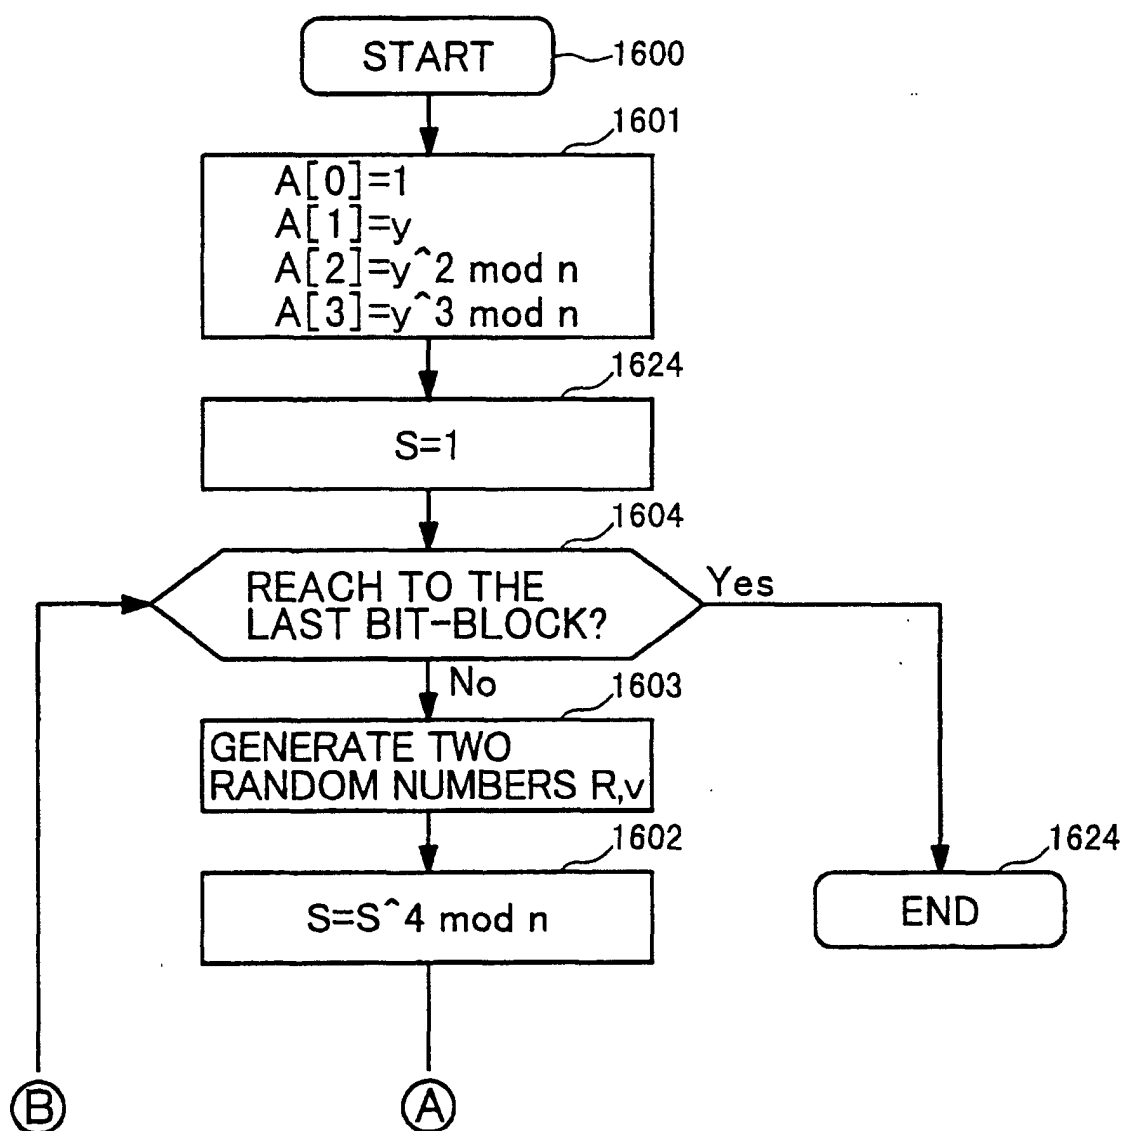 START
1600
1601
A[0]=1
A[1]=y
A[2]=y^2 mod n
A[3]=y^3 mod n
1624
S=1
1604
REACH TO THE
LAST BIT-BLOCK?
Yes
No
1603
GENERATE TWO
RANDOM NUMBERS R,v
1602
S=S^4 mod n
1624
END
B
A